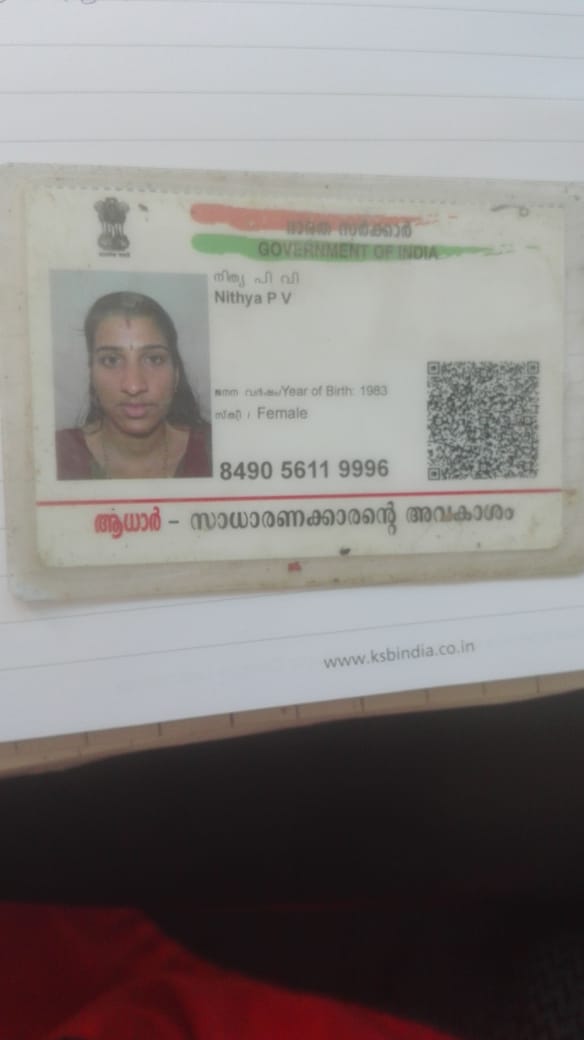 ഭാരത സർക്കാർ
GOVERNMENT OF INDIA
നിത്യ പി വി
Nithya P V
ജനന വർഷം/Year of Birth: 1983
സ്ത്രീ / Female
8490 5611 9996
ആധാർ – സാധാരണക്കാരന്റെ അവകാശം
www.ksbindia.co.in